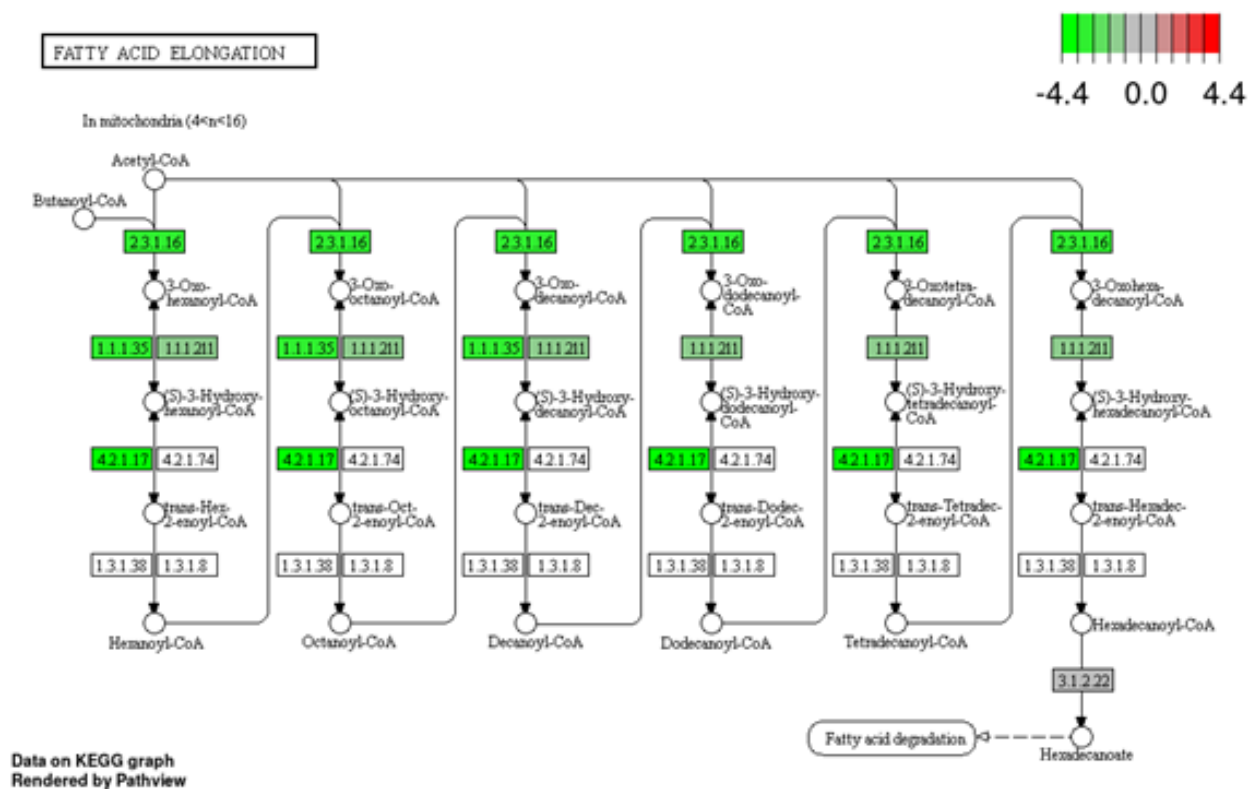 FATTY ACID ELONGATION
-4.4 0.0 4.4
In mitochondria (4<n<16)
Acetyl-CoA
Butanoyl-CoA
2.3.1.16 2.3.1.16 2.3.1.16 2.3.1.16 2.3.1.16 2.3.1.16
3-Oxo-
hexanoyl-CoA
3-Oxo-
octanoyl-CoA
3-Oxo-
decanoyl-CoA
3-Oxo-
dodecanoyl-
CoA
3-Oxotetra-
decanoyl-CoA
3-Oxohexa-
decanoyl-CoA
1.1.1.35 1.1.1.211 1.1.1.35 1.1.1.211 1.1.1.35 1.1.1.211 1.1.1.211 1.1.1.211 1.1.1.211
(S)-3-Hydroxy-
hexanoyl-CoA
(S)-3-Hydroxy-
octanoyl-CoA
(S)-3-Hydroxy-
decanoyl-CoA
(S)-3-Hydroxy-
dodecanoyl-
CoA
(S)-3-Hydroxy-
tetradecanoyl-
CoA
(S)-3-Hydroxy-
hexadecanoyl-CoA
4.2.1.17 4.2.1.74 4.2.1.17 4.2.1.74 4.2.1.17 4.2.1.74 4.2.1.17 4.2.1.74 4.2.1.17 4.2.1.74 4.2.1.17 4.2.1.74
trans-Hex-
2-enoyl-CoA
trans-Oct-
2-enoyl-CoA
trans-Dec-
2-enoyl-CoA
trans-Dodec-
2-enoyl-CoA
trans-Tetradec-
2-enoyl-CoA
trans-Hexadec-
2-enoyl-CoA
1.3.1.38 1.3.1.8 1.3.1.38 1.3.1.8 1.3.1.38 1.3.1.8 1.3.1.38 1.3.1.8 1.3.1.38 1.3.1.8 1.3.1.38 1.3.1.8
Hexanoyl-CoA Octanoyl-CoA Decanoyl-CoA Dodecanoyl-CoA Tetradecanoyl-CoA Hexadecanoyl-CoA
3.1.2.22
Fatty acid degradation
Hexadecanoate
Data on KEGG graph
Rendered by Pathview